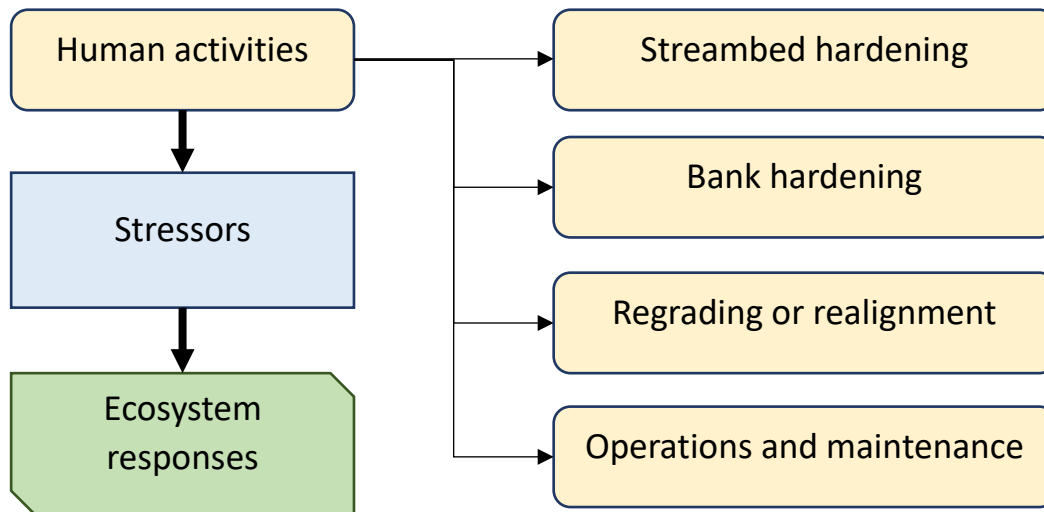 Human activities
Stressors
Ecosystem
responses
Streambed hardening
Bank hardening
Regrading or realignment
Operations and maintenance